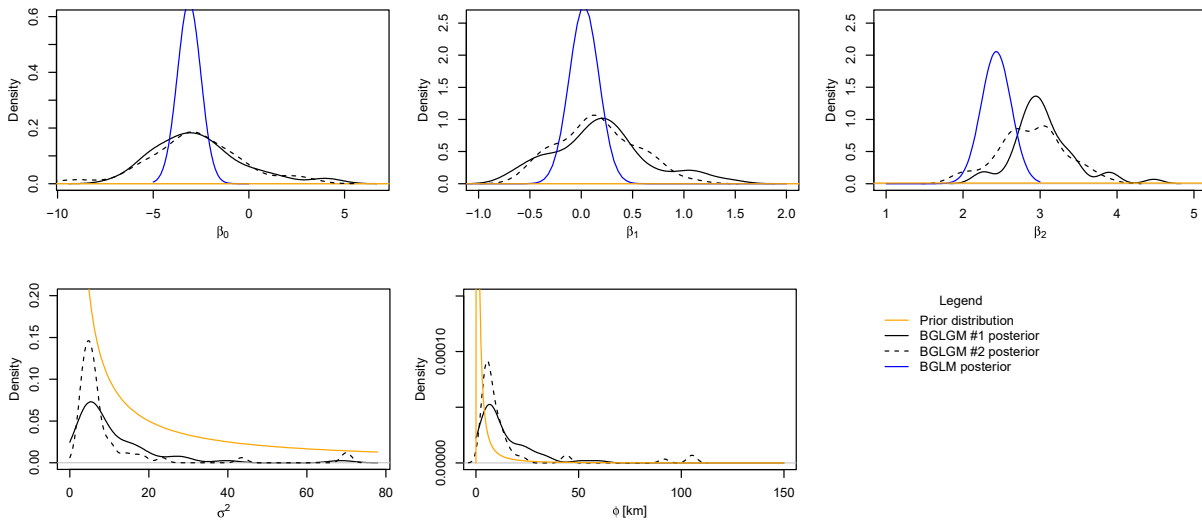 Density
0.0 0.2 0.4 0.6
-10 -5 0 5
β0
Density
0.0 0.5 1.0 1.5 2.0 2.5
-1.0 -0.5 0.0 0.5 1.0 1.5 2.0
β1
Density
0.0 0.5 1.0 1.5 2.0 2.5
1 2 3 4 5
β2
Density
0.00 0.05 0.10 0.15 0.20
0 20 40 60 80
σ2
Density
0.00000 0.00010
0 50 100 150
ϕ [km]
Legend
Prior distribution
BGLGM #1 posterior
BGLGM #2 posterior
BGLM posterior